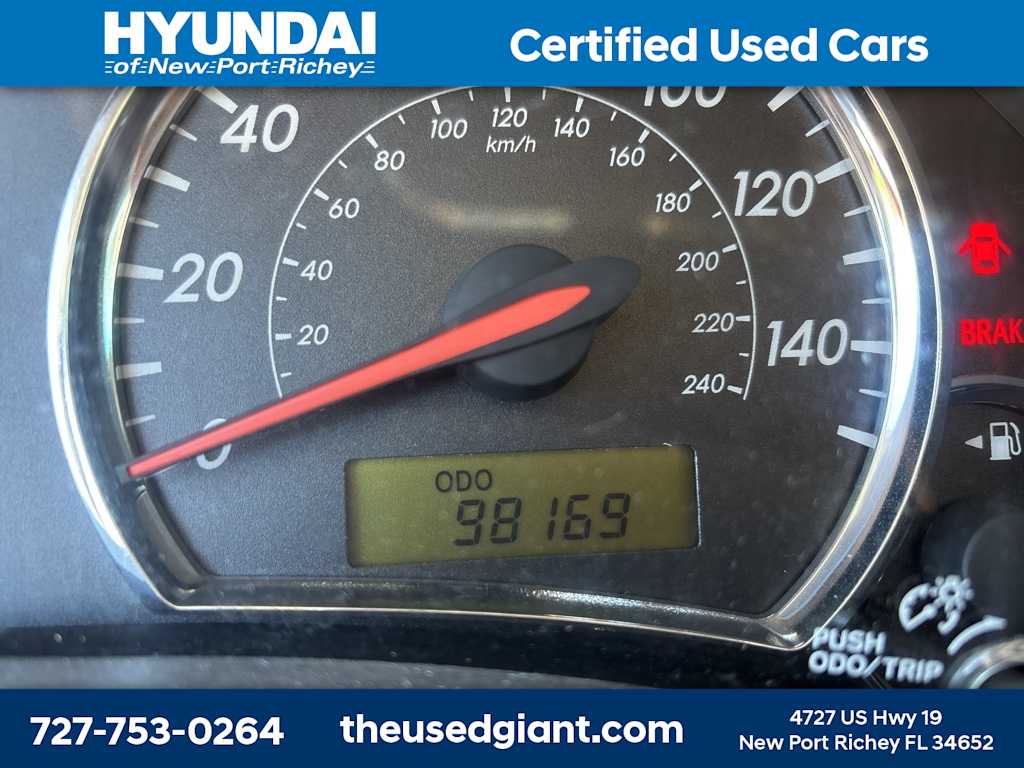 HYUNDAI
of New Port Richey
Certified Used Cars
40
100
120
100
120
140
km/h
80
160
60
180
120
40
200
20
20
220
140
240
0
BRAK
ODO
98169
PUSH
ODO/TRIP
727-753-0264
theusedgiant.com
4727 US Hwy 19
New Port Richey FL 34652